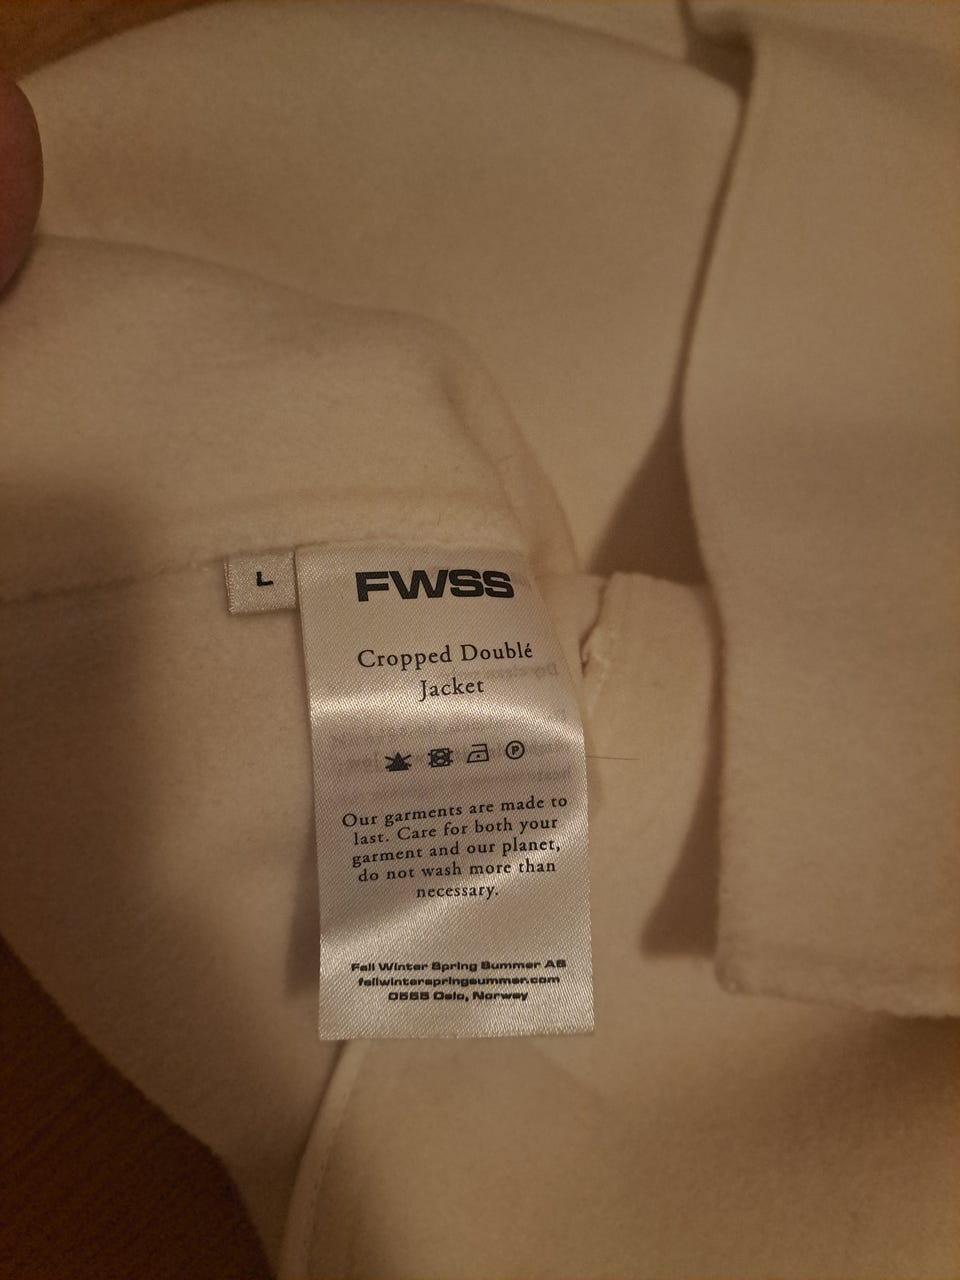 L
FWSS
Cropped Doublé
Jacket
P
Our garments are made to
last. Care for both your
garment and our planet,
do not wash more than
necessary.
Fall Winter Spring Summer AS
fallwinterspringsummer.com
0555 Oslo, Norway